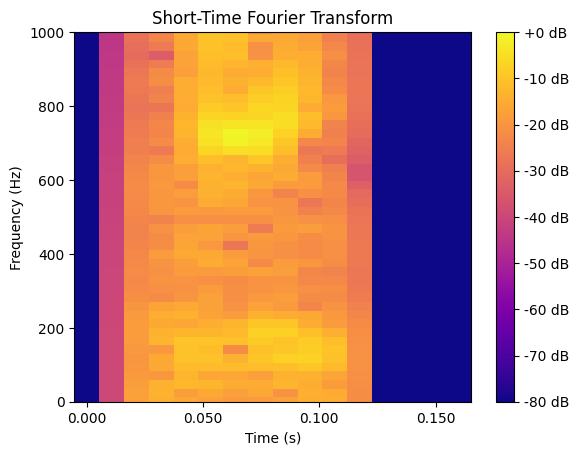 Short-Time Fourier Transform
1000
800
600
400
200
0
Frequency (Hz)
0.000
0.050
0.100
0.150
Time (s)
+0 dB
-10 dB
-20 dB
-30 dB
-40 dB
-50 dB
-60 dB
-70 dB
-80 dB